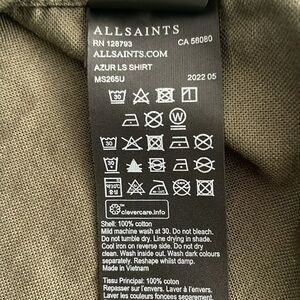 ALLSAINTS
RN 128793 CA 56080
ALLSAINTS.COM
AZUR LS SHIRT
MS265U 2022 05
30
W
30
30
clevercare.info
Shell: 100% cotton
Mild machine wash at 30. Do not bleach.
Do not tumble dry. Line drying in shade.
Cool iron on reverse side. Do not dry
clean. Wash inside out. Wash dark colours
separately. Reshape whilst damp.
Made in Vietnam
Tissu Principal: 100% coton
Repasser sur l'envers. Laver à l'envers.
Laver les couleurs foncées séparément.